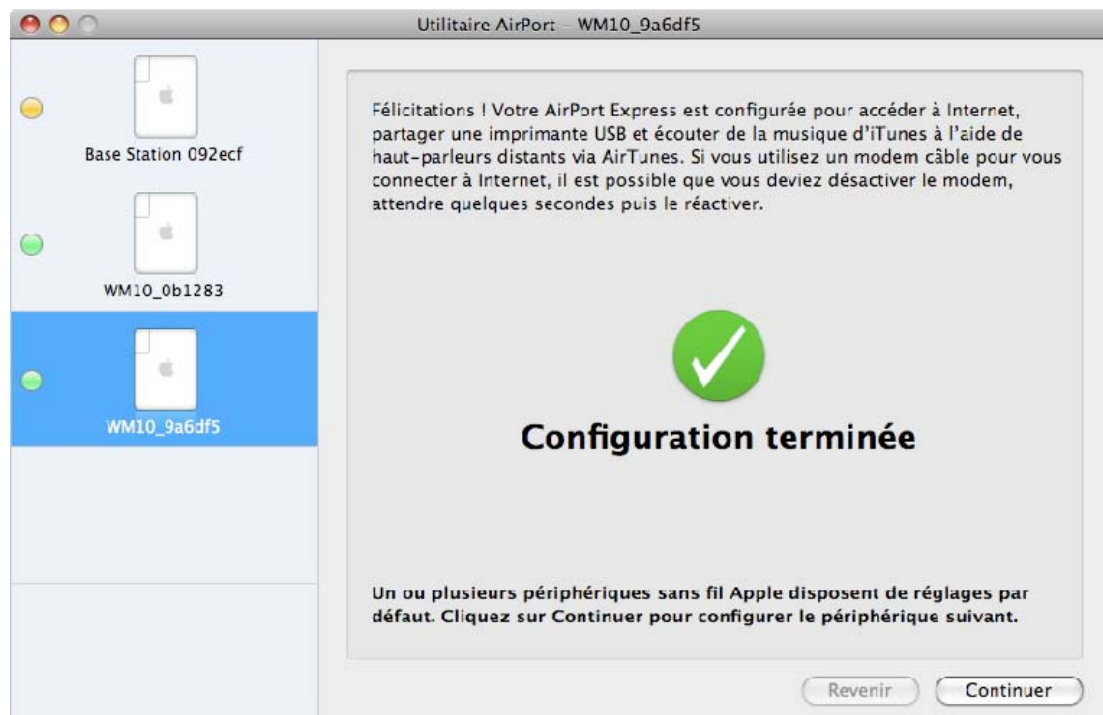 Utilitaire AirPort – WM10_9a6df5
Base Station 092ecf
WM10_0b1283
WM10_9a6df5
Félicitations ! Votre AirPort Express est configurée pour accéder à Internet,
partager une imprimante USB et écouter de la musique d'iTunes à l'aide de
haut-parleurs distants via AirTunes. Si vous utilisez un modem câble pour vous
connecter à Internet, il est possible que vous deviez désactiver le modem,
attendre quelques secondes puis le réactiver.
Configuration terminée
Un ou plusieurs périphériques sans fil Apple disposent de réglages par
défaut. Cliquez sur Continuer pour configurer le périphérique suivant.
Revenir
Continuer